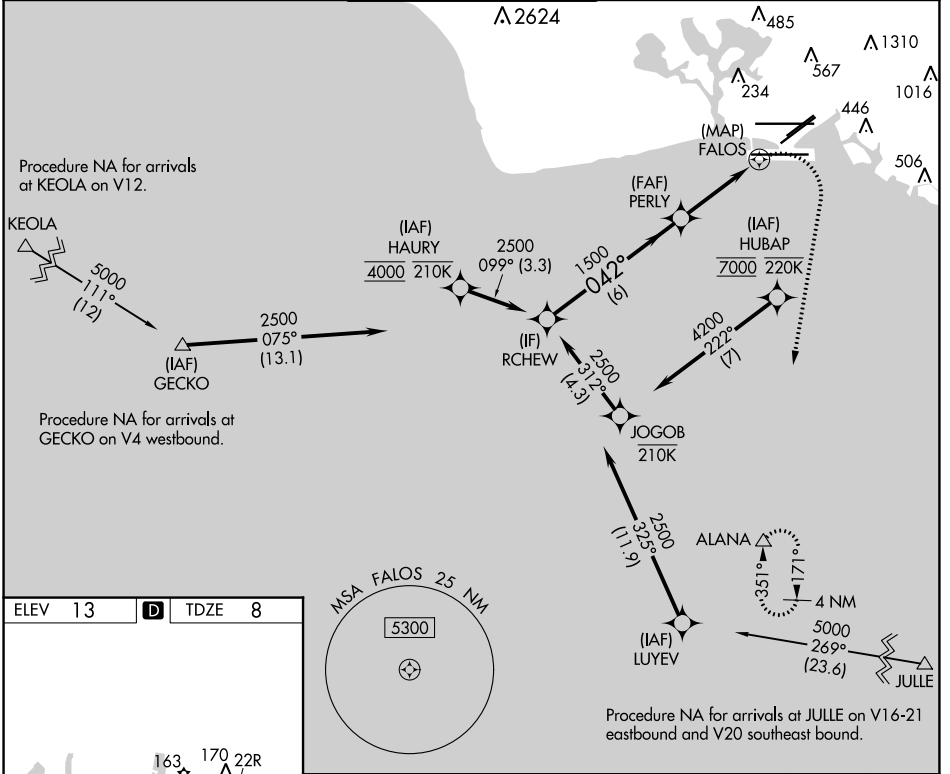 2624
485
1310
567
234
1016
446
506
(MAP)
FALOS
Procedure NA for arrivals
at KEOLA on V12.
(FAF)
PERLY
KEOLA
(IAF)
HAURY
4000 210K
2500
099° (3.3)
1500
042°
(6)
(IAF)
HUBAP
7000 220K
5000
111°
(12)
2500
075°
(13.1)
(IAF)
GECKO
(IF)
RCHEW
4200
222°
(7)
2500
312°
(4.3)
Procedure NA for arrivals at
GECKO on V4 westbound.
JOGOB
210K
2500
325°
(11.9)
ALANA
351°
171°
4 NM
MSA FALOS 25 NM
5300
(IAF)
LUYEV
5000
269°
(23.6)
JULLE
Procedure NA for arrivals at JULLE on V16-21
eastbound and V20 southeast bound.
ELEV 13 D TDZE 8
163 170 22R